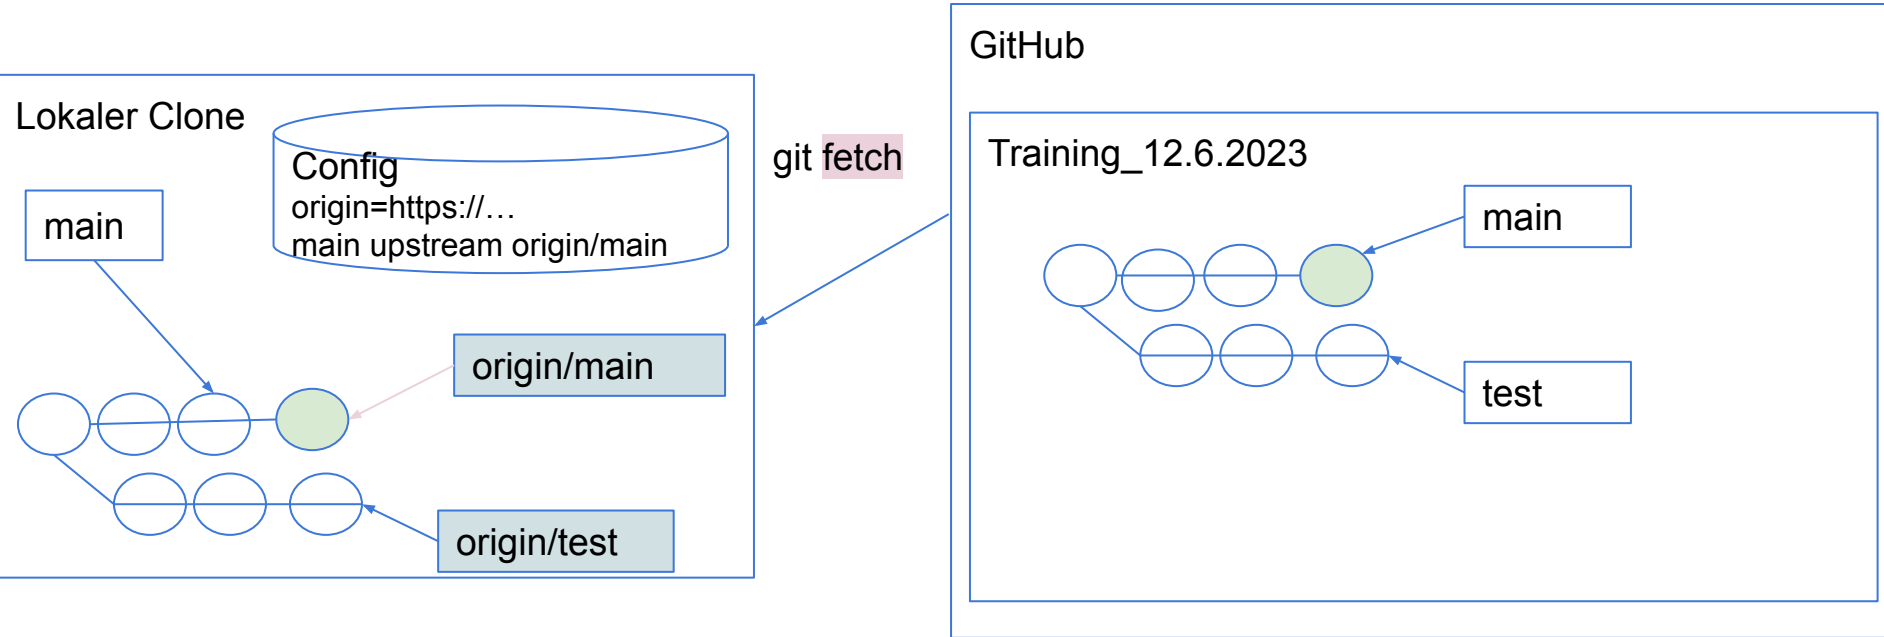 Lokaler Clone
Config
origin=https://…
main upstream origin/main
main
origin/main
origin/test
git fetch
GitHub
Training_12.6.2023
main
test